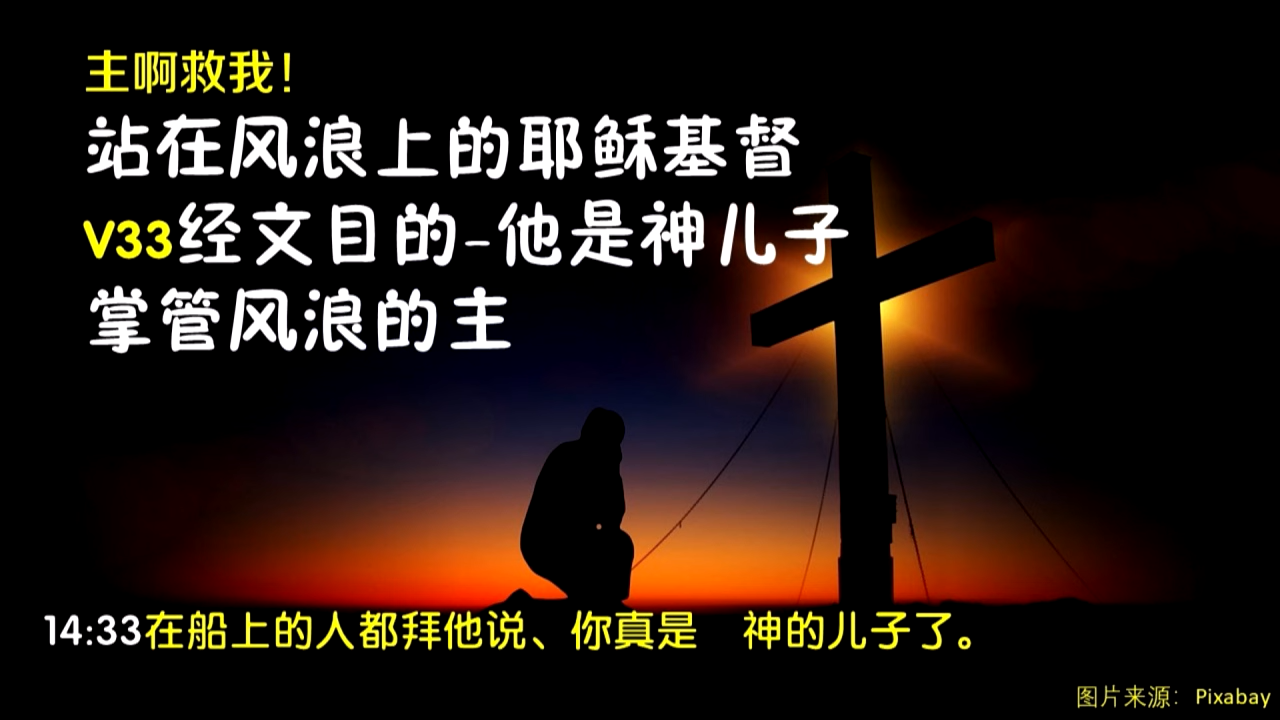 主啊救我！
站在风浪上的耶稣基督
V33经文目的-他是神儿子
掌管风浪的主
14:33在船上的人都拜他说、你真是　神的儿子了。
图片来源：Pixabay